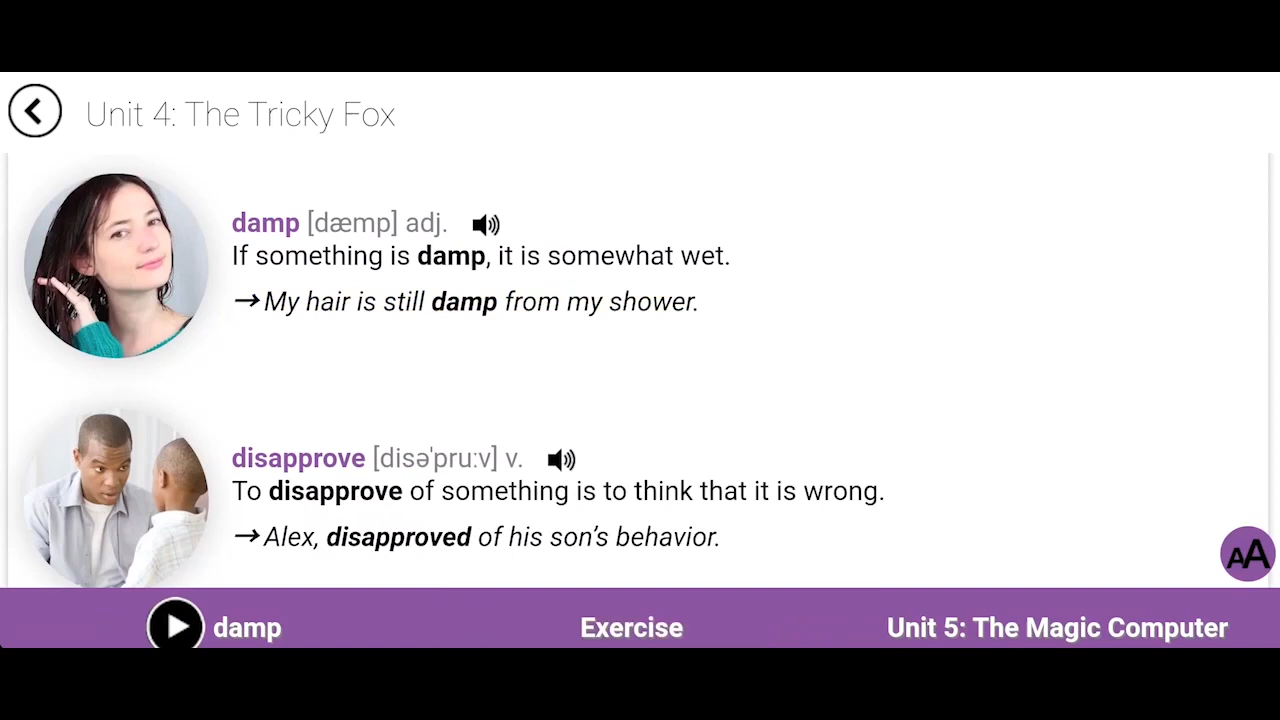 Unit 4: The Tricky Fox
damp [dæmp] adj.
If something is damp, it is somewhat wet.
→ My hair is still damp from my shower.
disapprove [disəˈpruːv] v.
To disapprove of something is to think that it is wrong.
→ Alex, disapproved of his son’s behavior.
AA
damp
Exercise
Unit 5: The Magic Computer